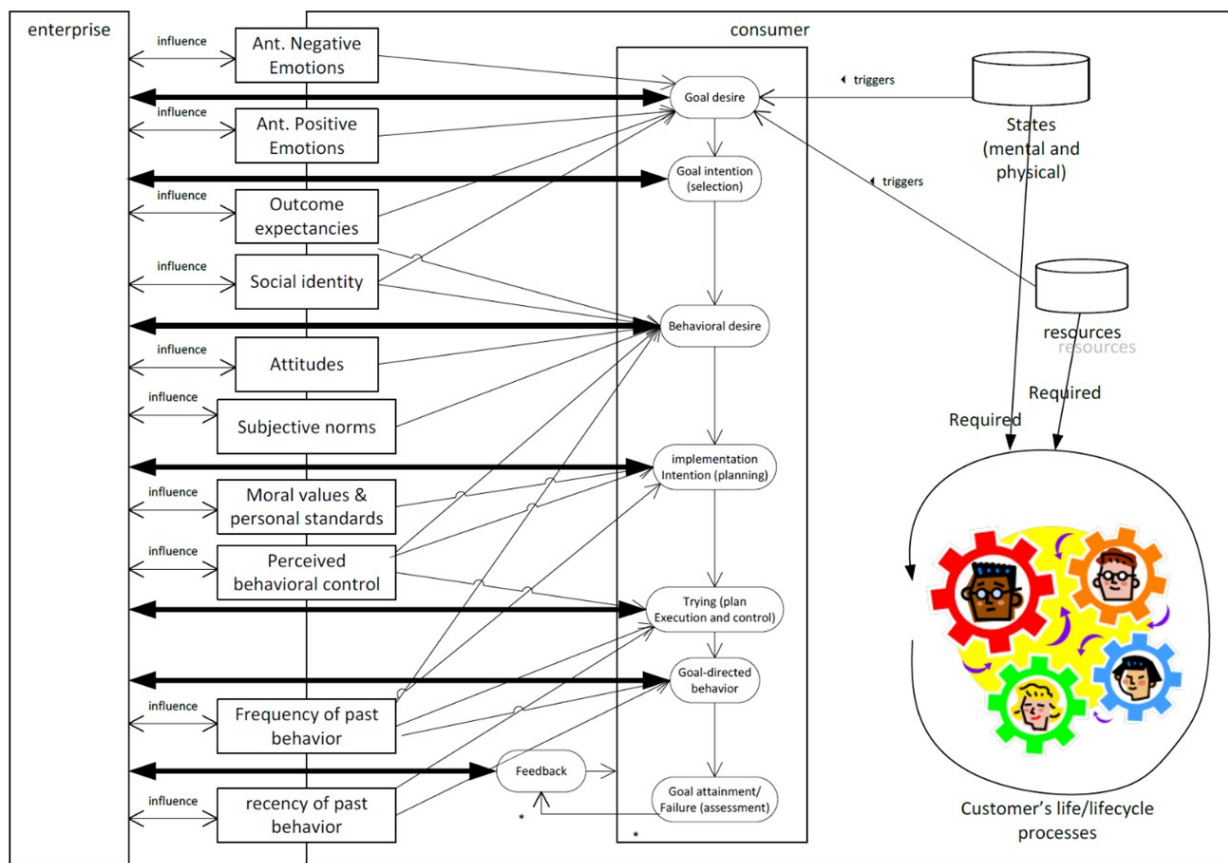 enterprise
consumer
influence
Ant. Negative
Emotions
influence
Ant. Positive
Emotions
influence
Outcome
expectancies
influence
Social identity
influence
Attitudes
influence
Subjective norms
influence
Moral values &
personal standards
influence
Perceived
behavioral control
influence
Frequency of past
behavior
influence
recency of past
behavior
Goal desire
Goal intention
(selection)
Behavioral desire
implementation
Intention (planning)
Trying (plan
Execution and control)
Goal-directed
behavior
Feedback
Goal attainment/
Failure (assessment)
*
*
triggers
triggers
States
(mental and
physical)
resources
resources
Required
Required
Customer's life/lifecycle
processes